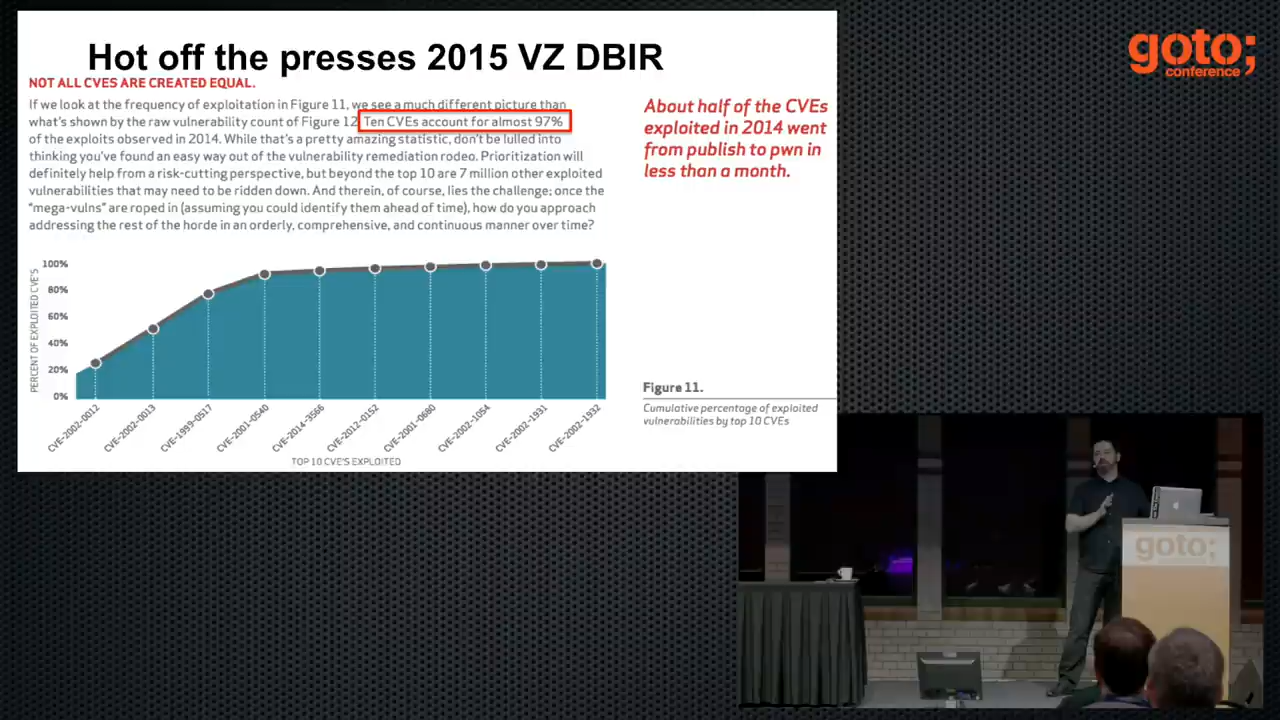 Hot off the presses 2015 VZ DBIR
NOT ALL CVES ARE CREATED EQUAL.
If we look at the frequency of exploitation in Figure 11, we see a much different picture than
what's shown by the raw vulnerability count of Figure 12 Ten CVEs account for almost 97%
of the exploits observed in 2014. While that's a pretty amazing statistic, don't be lulled into
thinking you've found an easy way out of the vulnerability remediation rodeo. Prioritization will
definitely help from a risk-cutting perspective, but beyond the top 10 are 7 million other exploited
vulnerabilities that may need to be ridden down. And therein, of course, lies the challenge; once the
"mega-vulns" are roped in (assuming you could identify them ahead of time), how do you approach
addressing the rest of the horde in an orderly, comprehensive, and continuous manner over time?
About half of the CVEs
exploited in 2014 went
from publish to pwn in
less than a month.
PERCENT OF EXPLOITED CVE'S
100%
80%
60%
40%
20%
0%
CVE-2002-0012
CVE-2002-0013
CVE-1999-0517
CVE-2001-0540
CVE-2014-3566
CVE-2012-0152
CVE-2001-0680
CVE-2002-1054
CVE-2002-1931
CVE-2002-1932
TOP 10 CVE'S EXPLOITED
Figure 11.
Cumulative percentage of exploited
vulnerabilities by top 10 CVEs
goto;
conference
goto;